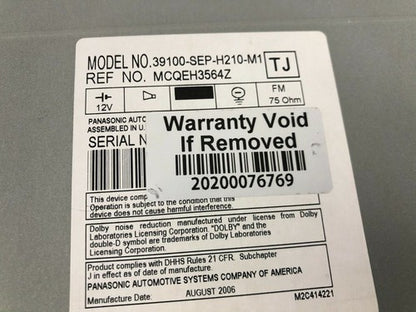 MODEL NO. 39100-SEP-H210-M1 TJ
REF NO. MCQEH3564Z
12V
FM
75 Ohm
PANASONIC AUTO
ASSEMBLED IN U.
SERIAL N
Warranty Void
If Removed
20200076769
This device comp
Operation is subject to the condition that this
device does not cause harmful interference.
Dolby noise reduction manufactured under license from Dolby
Laboratories Licensing Corporation. "DOLBY" and the
double-D symbol are trademarks of Dolby Laboratories
Licensing Corporation.
Product complies with DHHS Rules 21 CFR. Subchapter
J in effect as of date of manufacture.
PANASONIC AUTOMOTIVE SYSTEMS COMPANY OF AMERICA
Manufactured AUGUST 2006 M2C414221